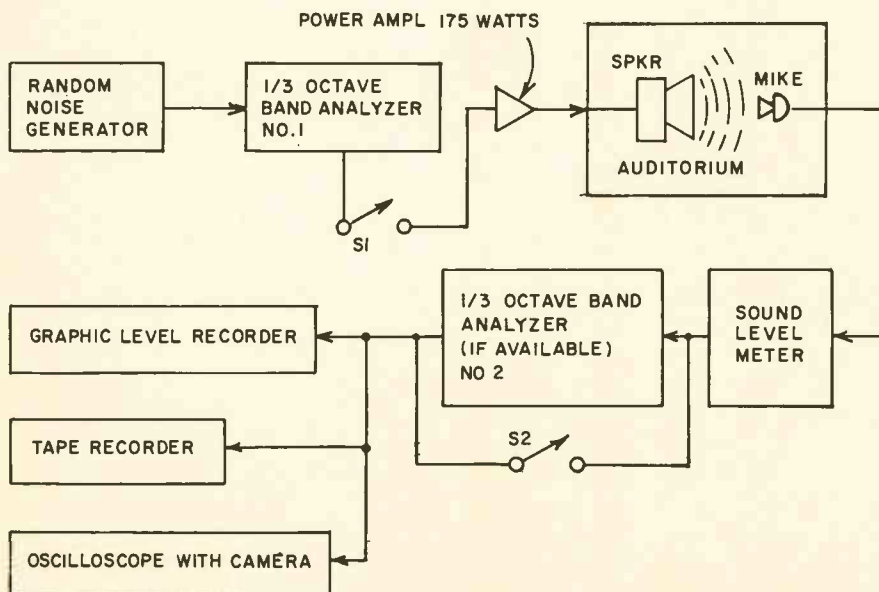 POWER AMPL 175 WATTS
RANDOM
NOISE
GENERATOR
1/3 OCTAVE
BAND ANALYZER
NO.1
S1
SPKR
MIKE
AUDITORIUM
GRAPHIC LEVEL RECORDER
TAPE RECORDER
OSCILLOSCOPE WITH CAMERA
1/3 OCTAVE BAND
ANALYZER
(IF AVAILABLE)
NO 2
S2
SOUND
LEVEL
METER